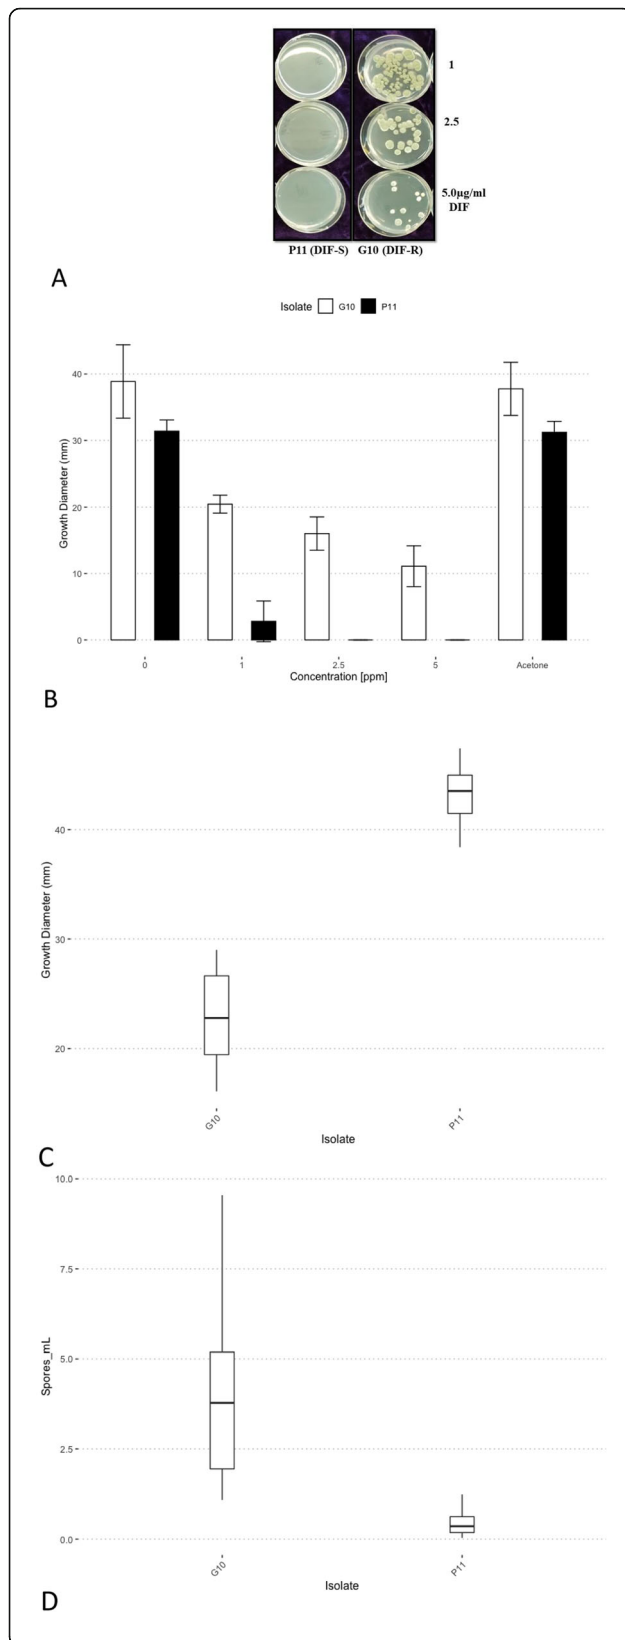 1
2.5
5.0µg/ml
DIF
P11 (DIF-S) G10 (DIF-R)
A
Isolate G10 P11
Growth Diameter (mm)
40
30
20
10
0
0 1 2.5 5 Acetone
Concentration [ppm]
B
Growth Diameter (mm)
40
30
20
G10 P11
Isolate
C
Spores_mL
10.0
7.5
5.0
2.5
0.0
G10 P11
Isolate
D